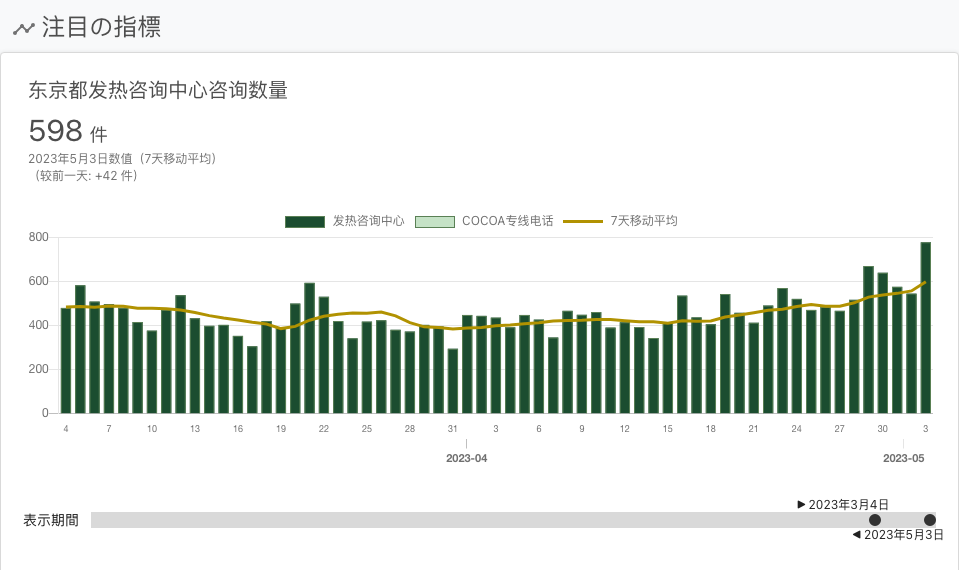 注目の指標
东京都发热咨询中心咨询数量
598 件
2023年5月3日数值（7天移动平均）
（较前一天: +42 件）
发热咨询中心 COCOA专线电话 7天移动平均
800
600
400
200
0
4 7 10 13 16 19 22 25 28 31 3 6 9 12 15 18 21 24 27 30 3
2023-04 2023-05
▶ 2023年3月4日
表示期間
◀ 2023年5月3日